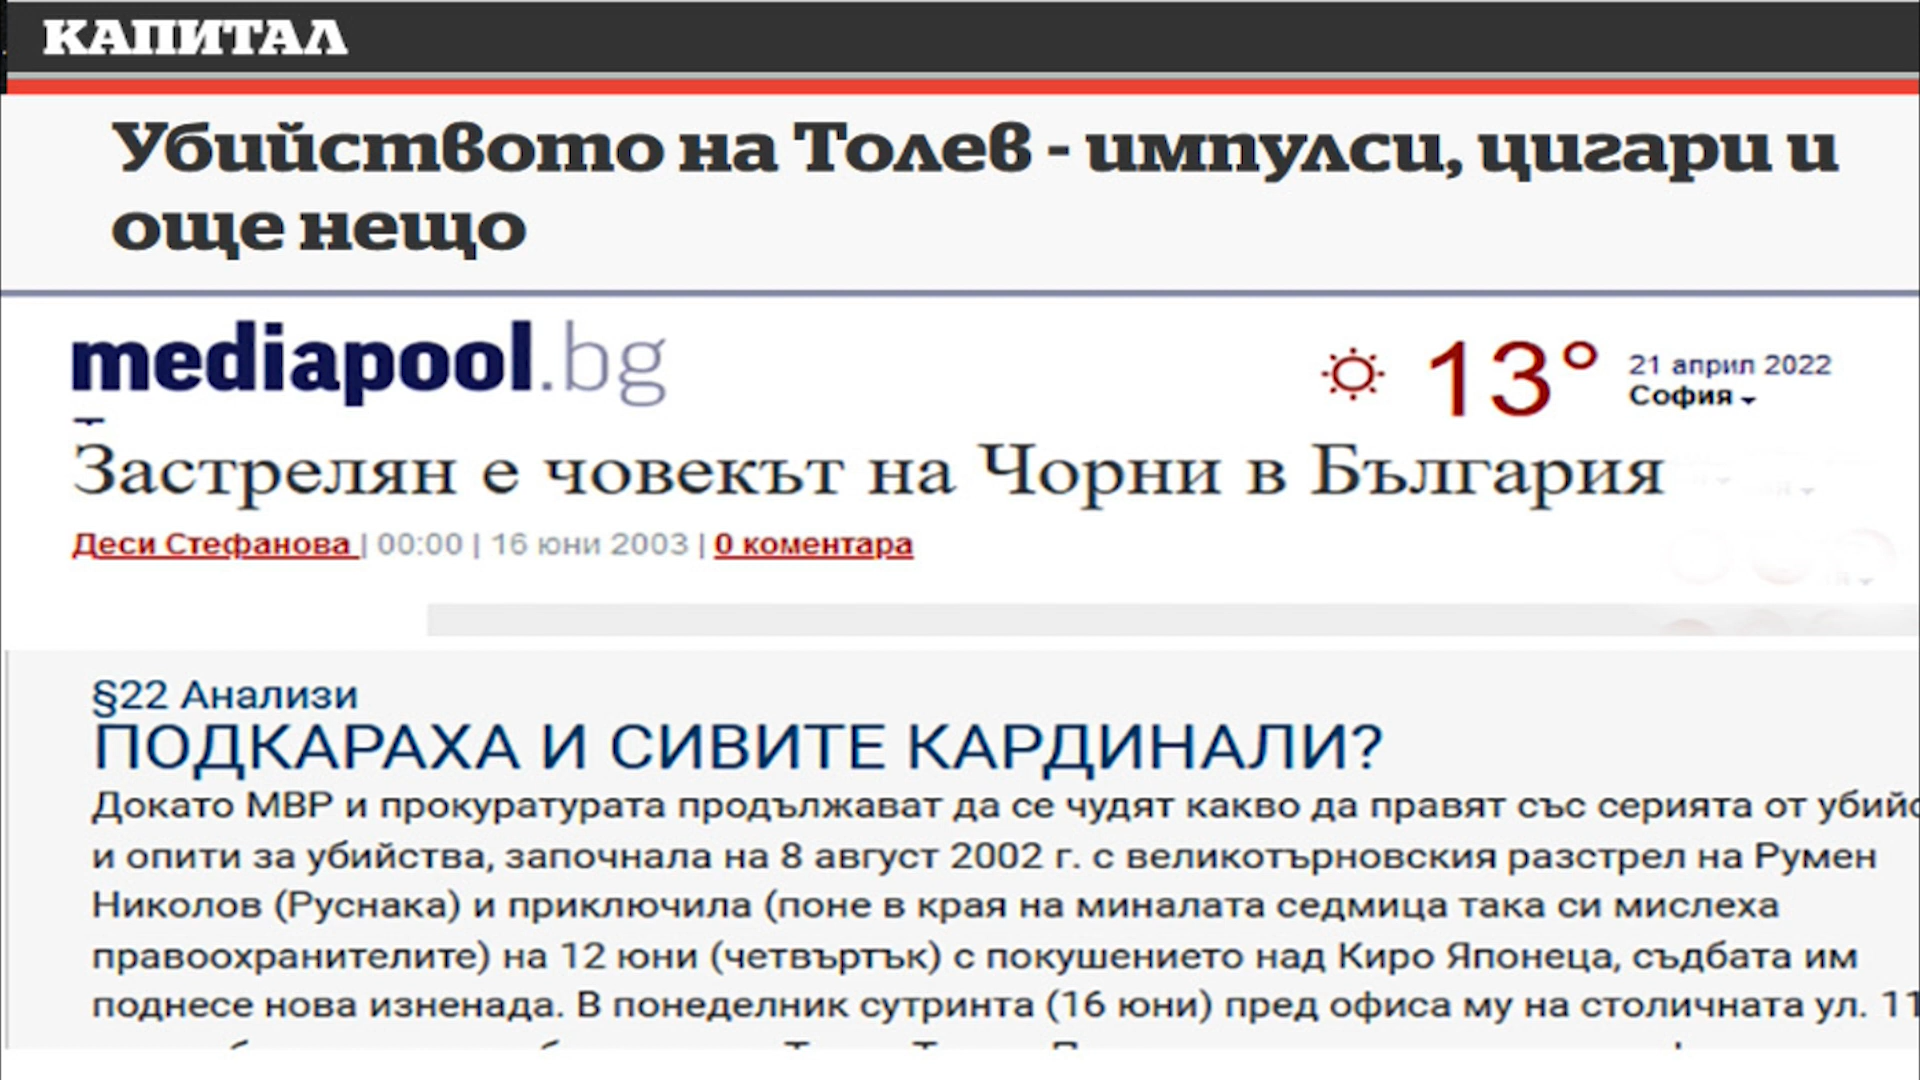 КАПИТАЛ
Убийството на Толев - импулси, цигари и
още нещо
mediapool.bg
13°
21 април 2022
София
Застрелян е човекът на Чорни в България
Деси Стефанова | 00:00 | 16 юни 2003 | 0 коментара
§22 Анализи
ПОДКАРАХА И СИВИТЕ КАРДИНАЛИ?
Докато МВР и прокуратурата продължават да се чудят какво да правят със серията от
и опити за убийства, започнала на 8 август 2002 г. с великотърновския разстрел на Румен
Николов (Руснака) и приключила (поне в края на миналата седмица така си мислеха
правоохранителите) на 12 юни (четвъртък) с покушението над Киро Японеца, съдбата им
поднесе нова изненада. В понеделник сутринта (16 юни) пред офиса му на столичната ул. 11